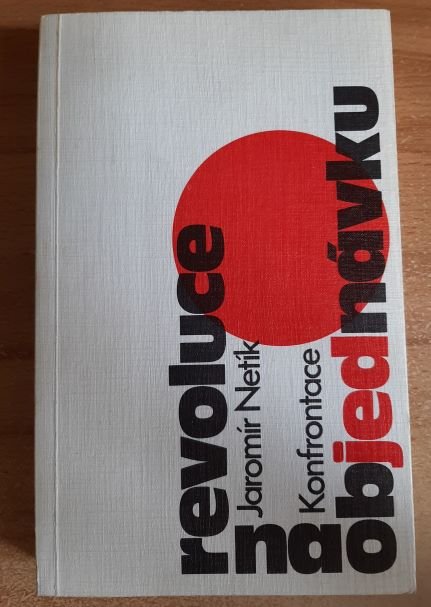 revoluce
Jaromír Netík
na
Konfrontace
objednávku